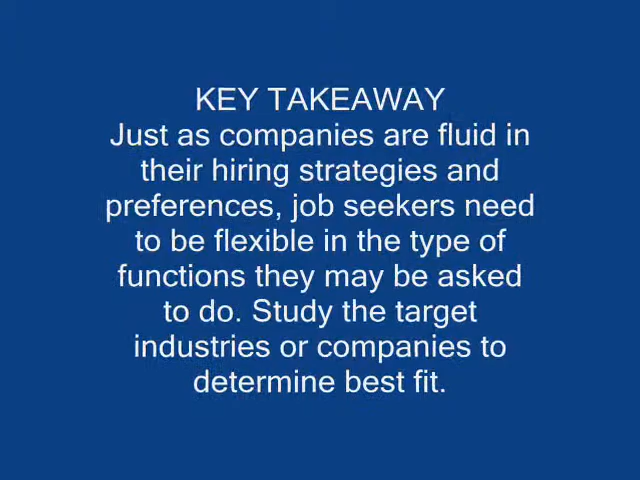 KEY TAKEAWAY
Just as companies are fluid in
their hiring strategies and
preferences, job seekers need
to be flexible in the type of
functions they may be asked
to do. Study the target
industries or companies to
determine best fit.